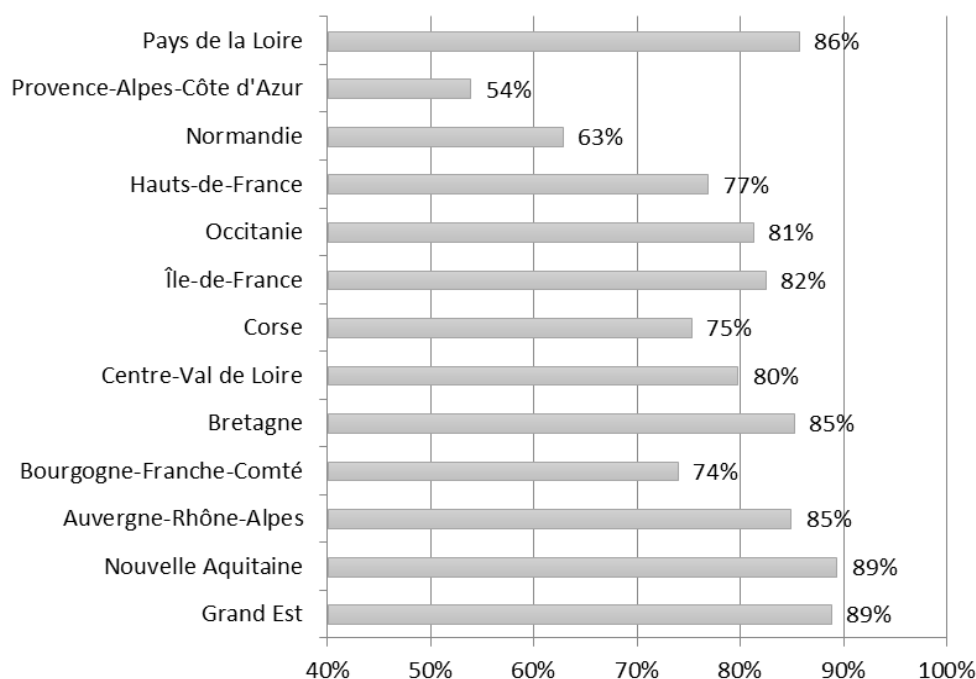 Pays de la Loire 86%
Provence-Alpes-Côte d'Azur 54%
Normandie 63%
Hauts-de-France 77%
Occitanie 81%
Île-de-France 82%
Corse 75%
Centre-Val de Loire 80%
Bretagne 85%
Bourgogne-Franche-Comté 74%
Auvergne-Rhône-Alpes 85%
Nouvelle Aquitaine 89%
Grand Est 89%
40% 50% 60% 70% 80% 90% 100%